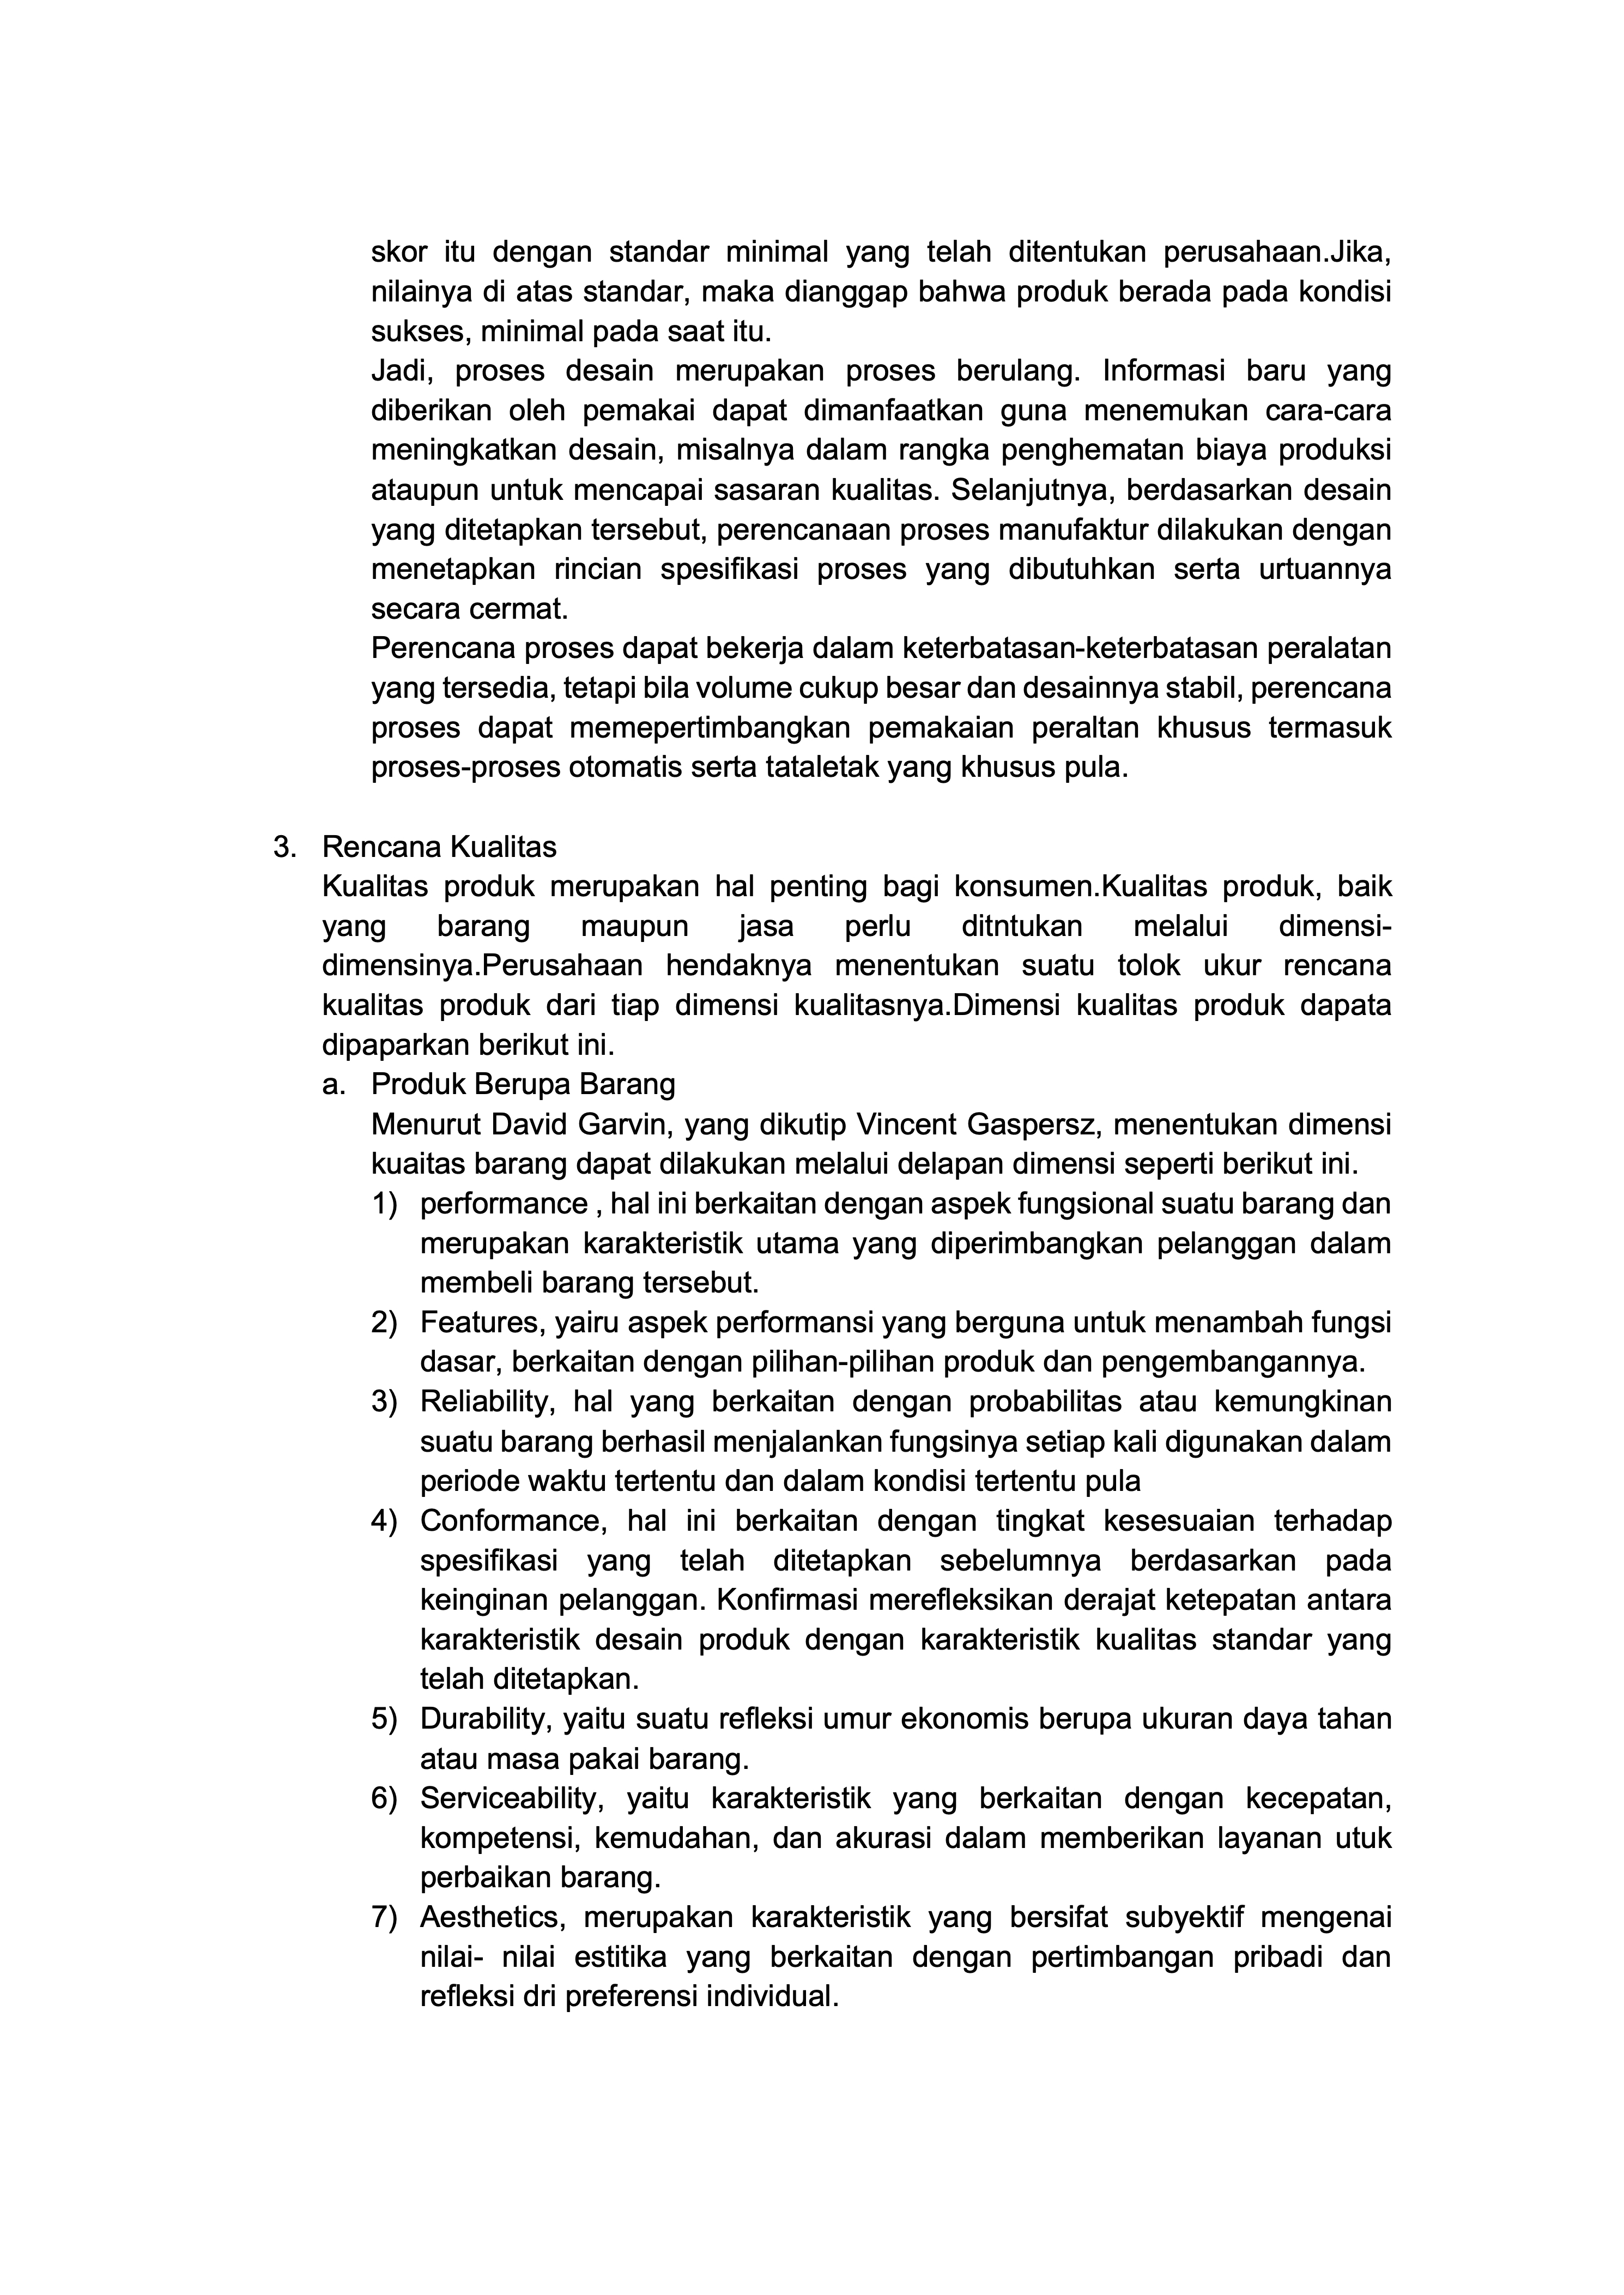 skor itu dengan standar minimal yang telah ditentukan perusahaan.Jika,
nilainya di atas standar, maka dianggap bahwa produk berada pada kondisi
sukses, minimal pada saat itu.
Jadi, proses desain merupakan proses berulang. Informasi baru yang
diberikan oleh pemakai dapat dimanfaatkan guna menemukan cara-cara
meningkatkan desain, misalnya dalam rangka penghematan biaya produksi
ataupun untuk mencapai sasaran kualitas. Selanjutnya, berdasarkan desain
yang ditetapkan tersebut, perencanaan proses manufaktur dilakukan dengan
menetapkan rincian spesifikasi proses yang dibutuhkan serta urtuannya
secara cermat.
Perencana proses dapat bekerja dalam keterbatasan-keterbatasan peralatan
yang tersedia, tetapi bila volume cukup besar dan desainnya stabil, perencana
proses dapat memepertimbangkan pemakaian peraltan khusus termasuk
proses-proses otomatis serta tataletak yang khusus pula.
3. Rencana Kualitas
Kualitas produk merupakan hal penting bagi konsumen.Kualitas produk, baik
yang barang maupun jasa perlu ditntukan melalui dimensi-
dimensinya.Perusahaan hendaknya menentukan suatu tolok ukur rencana
kualitas produk dari tiap dimensi kualitasnya.Dimensi kualitas produk dapata
dipaparkan berikut ini.
a. Produk Berupa Barang
Menurut David Garvin, yang dikutip Vincent Gaspersz, menentukan dimensi
kuaitas barang dapat dilakukan melalui delapan dimensi seperti berikut ini.
1) performance , hal ini berkaitan dengan aspek fungsional suatu barang dan
merupakan karakteristik utama yang diperimbangkan pelanggan dalam
membeli barang tersebut.
2) Features, yairu aspek performansi yang berguna untuk menambah fungsi
dasar, berkaitan dengan pilihan-pilihan produk dan pengembangannya.
3) Reliability, hal yang berkaitan dengan probabilitas atau kemungkinan
suatu barang berhasil menjalankan fungsinya setiap kali digunakan dalam
periode waktu tertentu dan dalam kondisi tertentu pula
4) Conformance, hal ini berkaitan dengan tingkat kesesuaian terhadap
spesifikasi yang telah ditetapkan sebelumnya berdasarkan pada
keinginan pelanggan. Konfirmasi merefleksikan derajat ketepatan antara
karakteristik desain produk dengan karakteristik kualitas standar yang
telah ditetapkan.
5) Durability, yaitu suatu refleksi umur ekonomis berupa ukuran daya tahan
atau masa pakai barang.
6) Serviceability, yaitu karakteristik yang berkaitan dengan kecepatan,
kompetensi, kemudahan, dan akurasi dalam memberikan layanan utuk
perbaikan barang.
7) Aesthetics, merupakan karakteristik yang bersifat subyektif mengenai
nilai- nilai estitika yang berkaitan dengan pertimbangan pribadi dan
refleksi dri preferensi individual.